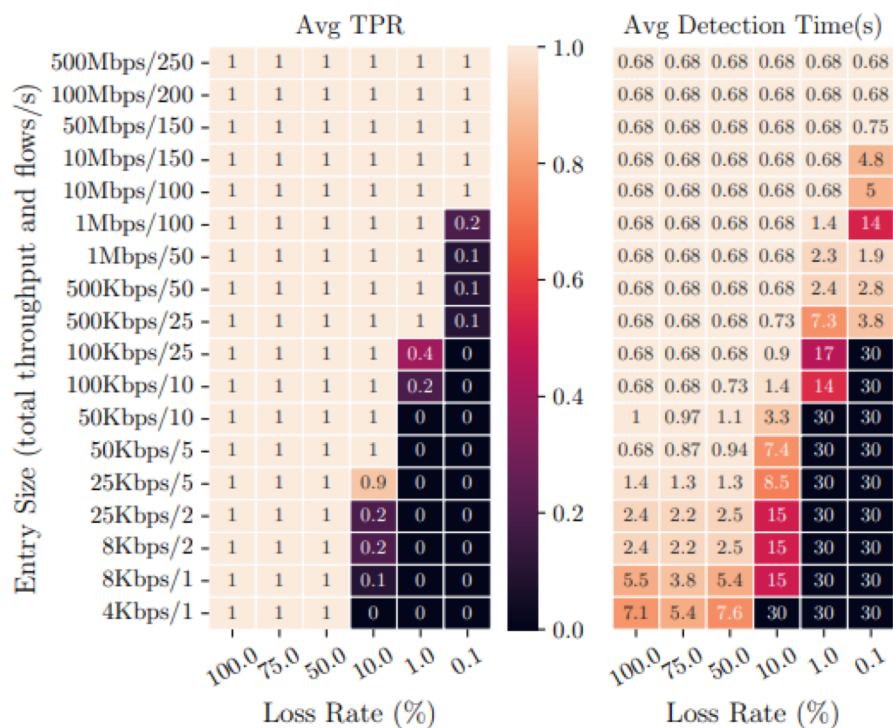 Avg TPR
Avg Detection Time(s)
Entry Size (total throughput and flows/s)
500Mbps/250 1 1 1 1 1 1 0.68 0.68 0.68 0.68 0.68 0.68
100Mbps/200 1 1 1 1 1 1 0.68 0.68 0.68 0.68 0.68 0.68
50Mbps/150 1 1 1 1 1 1 0.68 0.68 0.68 0.68 0.68 0.75
10Mbps/150 1 1 1 1 1 1 0.68 0.68 0.68 0.68 0.68 4.8
10Mbps/100 1 1 1 1 1 1 0.68 0.68 0.68 0.68 0.68 5
1Mbps/100 1 1 1 1 1 0.2 0.68 0.68 0.68 0.68 1.4 14
1Mbps/50 1 1 1 1 1 0.1 0.68 0.68 0.68 0.68 2.3 1.9
500Kbps/50 1 1 1 1 1 0.1 0.68 0.68 0.68 0.68 2.4 2.8
500Kbps/25 1 1 1 1 1 0.1 0.68 0.68 0.68 0.73 7.3 3.8
100Kbps/25 1 1 1 1 0.4 0 0.68 0.68 0.68 0.9 17 30
100Kbps/10 1 1 1 1 0.2 0 0.68 0.68 0.73 1.4 14 30
50Kbps/10 1 1 1 1 0 0 1 0.97 1.1 3.3 30 30
50Kbps/5 1 1 1 1 0 0 0.68 0.87 0.94 7.4 30 30
25Kbps/5 1 1 1 0.9 0 0 1.4 1.3 1.3 8.5 30 30
25Kbps/2 1 1 1 0.2 0 0 2.4 2.2 2.5 15 30 30
8Kbps/2 1 1 1 0.2 0 0 2.4 2.2 2.5 15 30 30
8Kbps/1 1 1 1 0.1 0 0 5.5 3.8 5.4 15 30 30
4Kbps/1 1 1 1 0 0 0 7.1 5.4 7.6 30 30 30
1.0
0.8
0.6
0.4
0.2
0.0
100.0 75.0 50.0 10.0 1.0 0.1
100.0 75.0 50.0 10.0 1.0 0.1
Loss Rate (%)
Loss Rate (%)